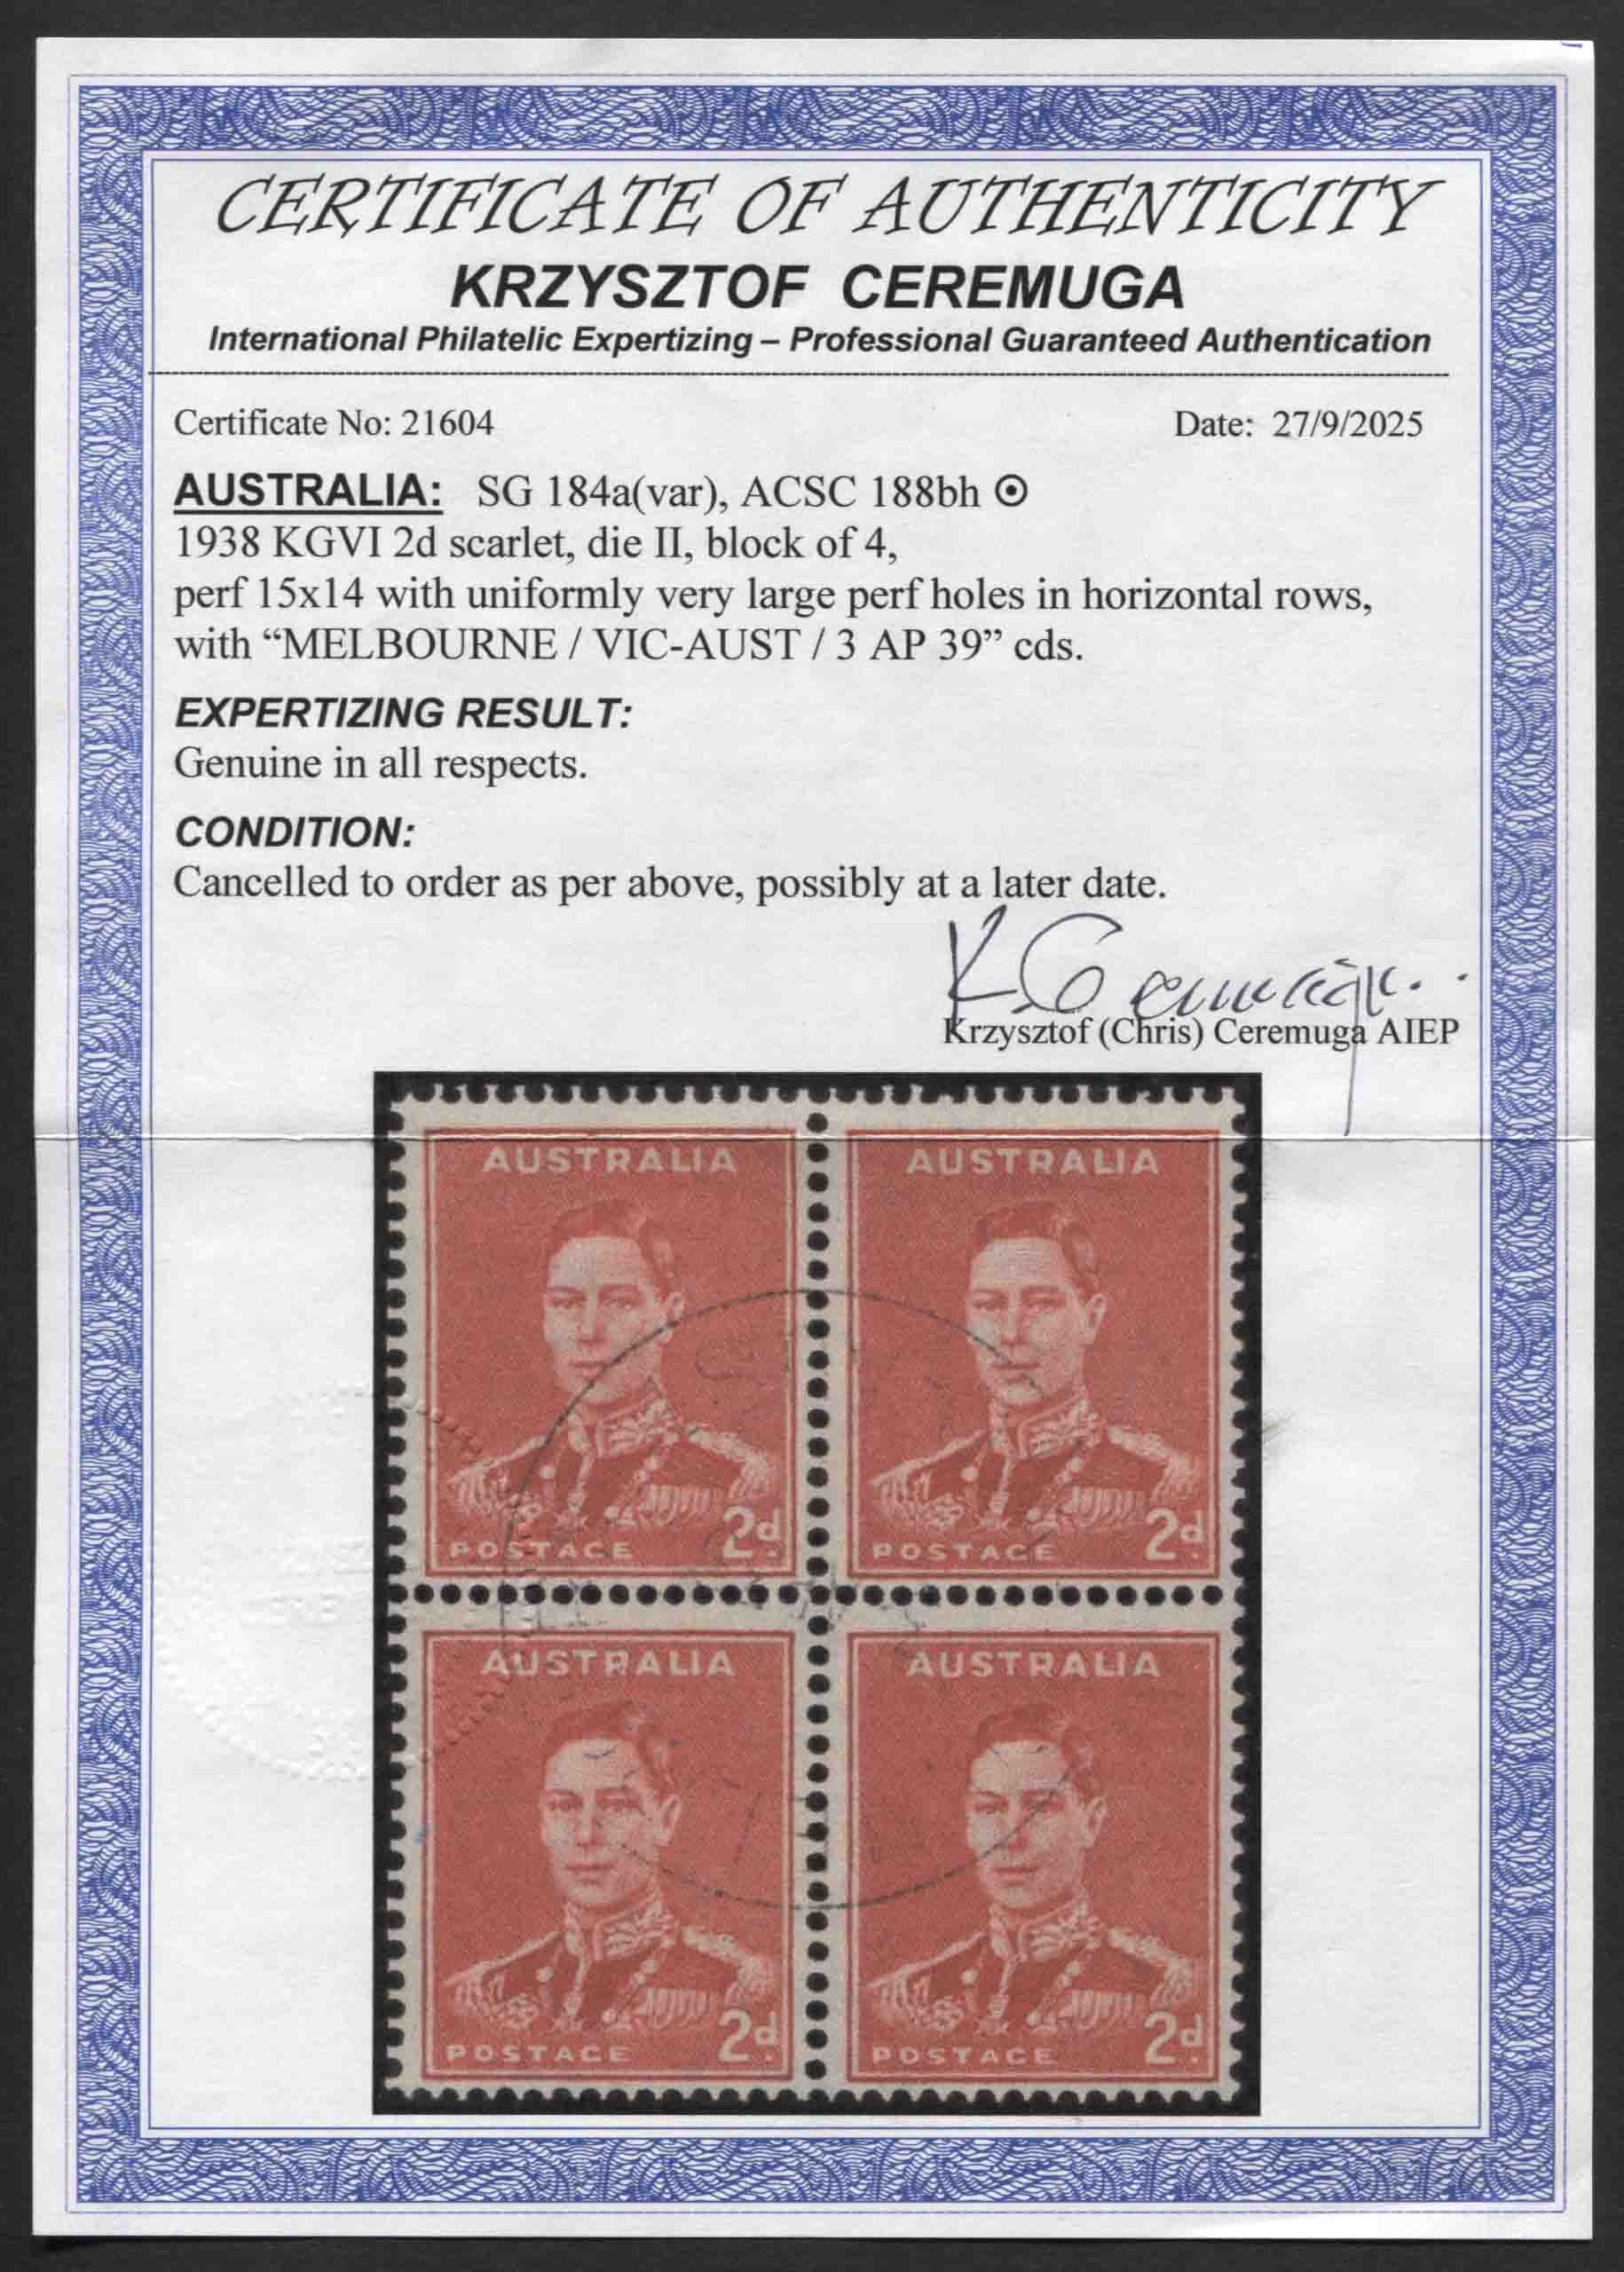 CERTIFICATE OF AUTHENTICITY
KRZYSZTOF CEREMUGA
International Philatelic Expertizing – Professional Guaranteed Authentication
Certificate No: 21604 Date: 27/9/2025
AUSTRALIA: SG 184a(var), ACSC 188bh ⊙
1938 KGVI 2d scarlet, die II, block of 4,
perf 15x14 with uniformly very large perf holes in horizontal rows,
with “MELBOURNE / VIC-AUST / 3 AP 39” cds.
EXPERTIZING RESULT:
Genuine in all respects.
CONDITION:
Cancelled to order as per above, possibly at a later date.
K. Ceremuga
Krzysztof (Chris) Ceremuga AIEP
AUSTRALIA AUSTRALIA
2d. 2d.
POSTAGE POSTAGE
AUSTRALIA AUSTRALIA
2d. 2d.
POSTAGE POSTAGE